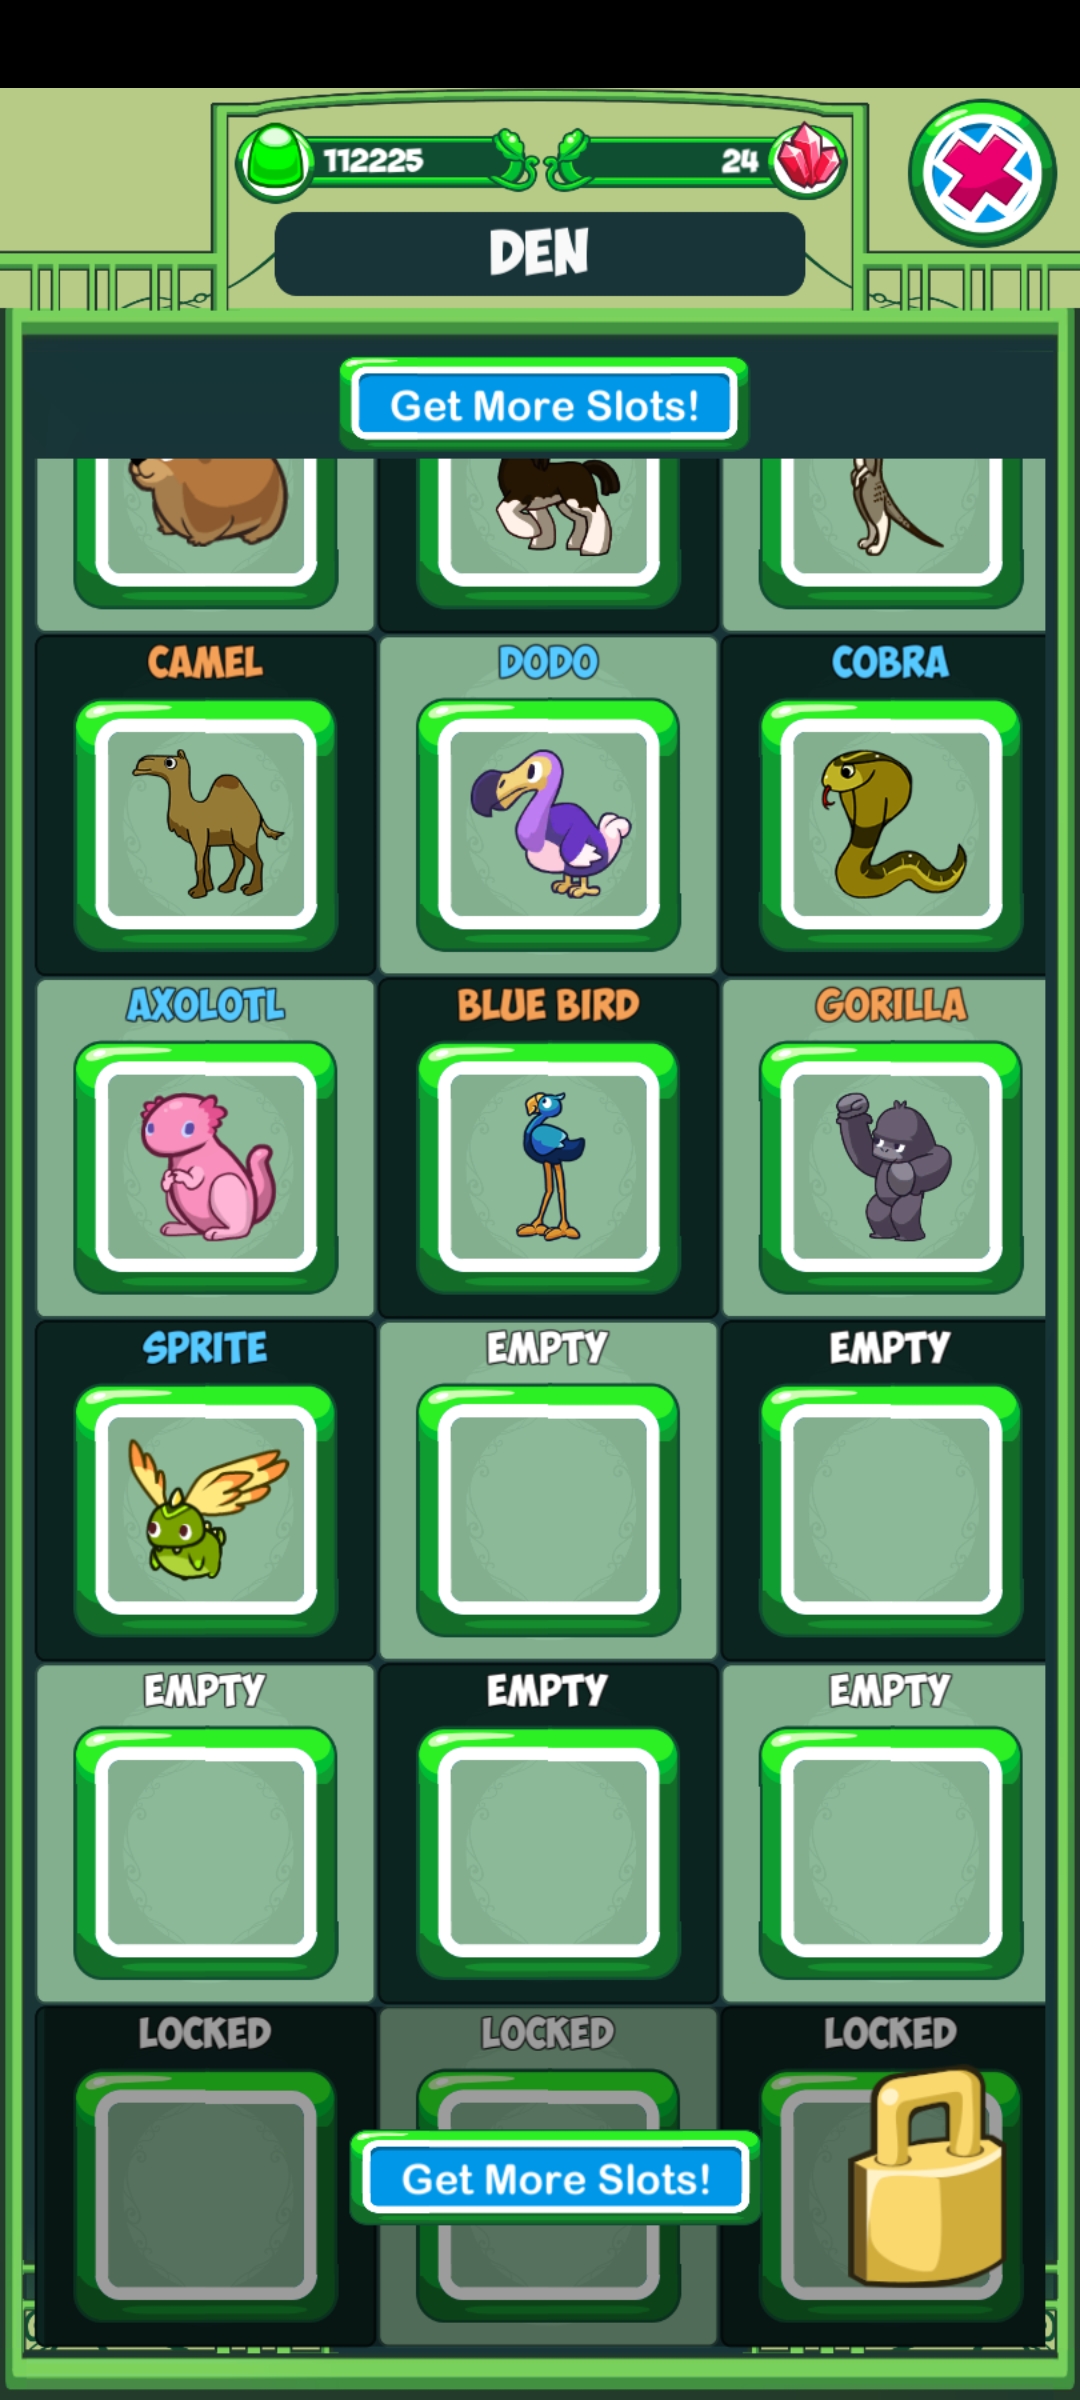 112225
24
DEN
Get More Slots!
CAMEL
DODO
COBRA
AXOLOTL
BLUE BIRD
GORILLA
SPRITE
EMPTY
EMPTY
EMPTY
EMPTY
EMPTY
LOCKED
LOCKED
LOCKED
Get More Slots!